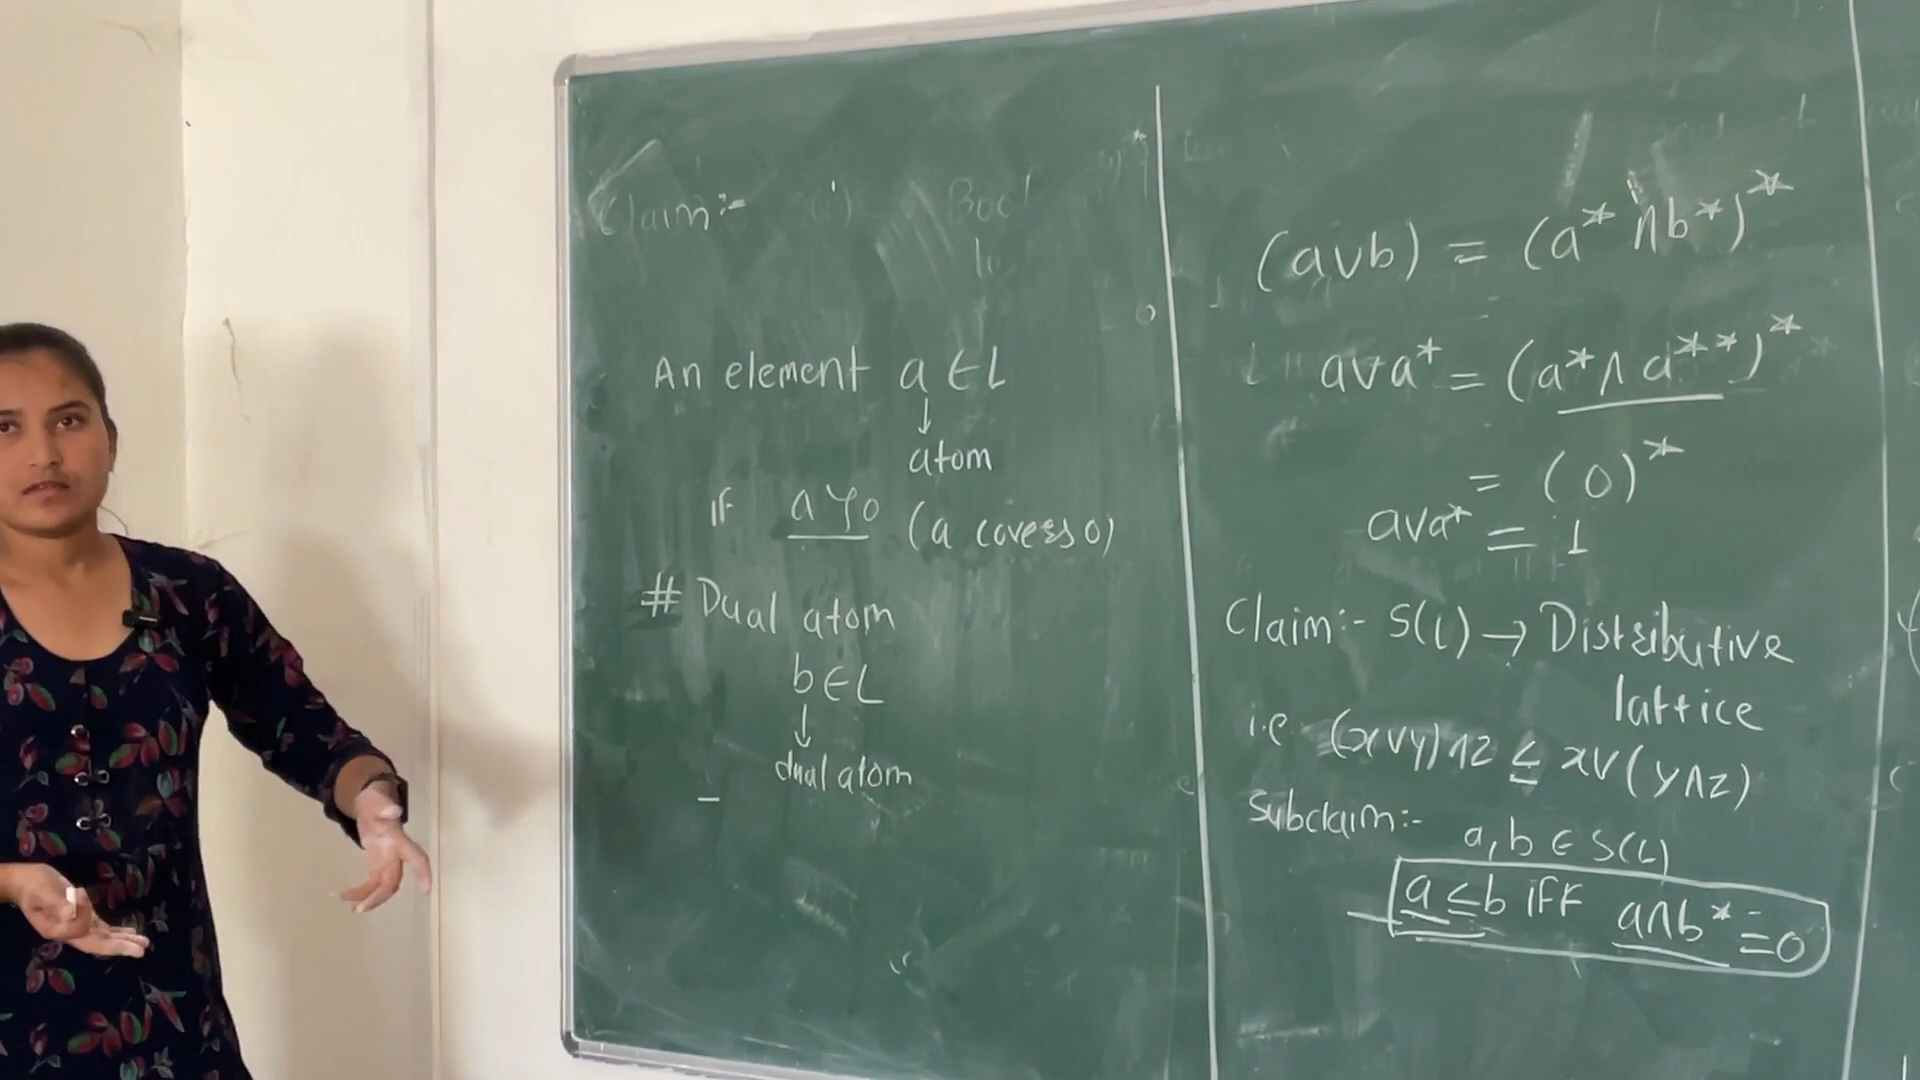 Claim:-
An element a ∈ L
↓
atom
if a ≻ 0 (a covers 0)
# Dual atom
b ∈ L
↓
dual atom
(a∨b) = (a* ∧ b*)*
a∨a* = (a* ∧ a**)*
= (0)*
a∨a* = 1
Claim:- S(L) → Distributive
lattice
i.e. (x∨y)∧z ≤ x∨(y∧z)
Subclaim:-
a, b ∈ S(L)
a ≤ b iff a∧b* = 0